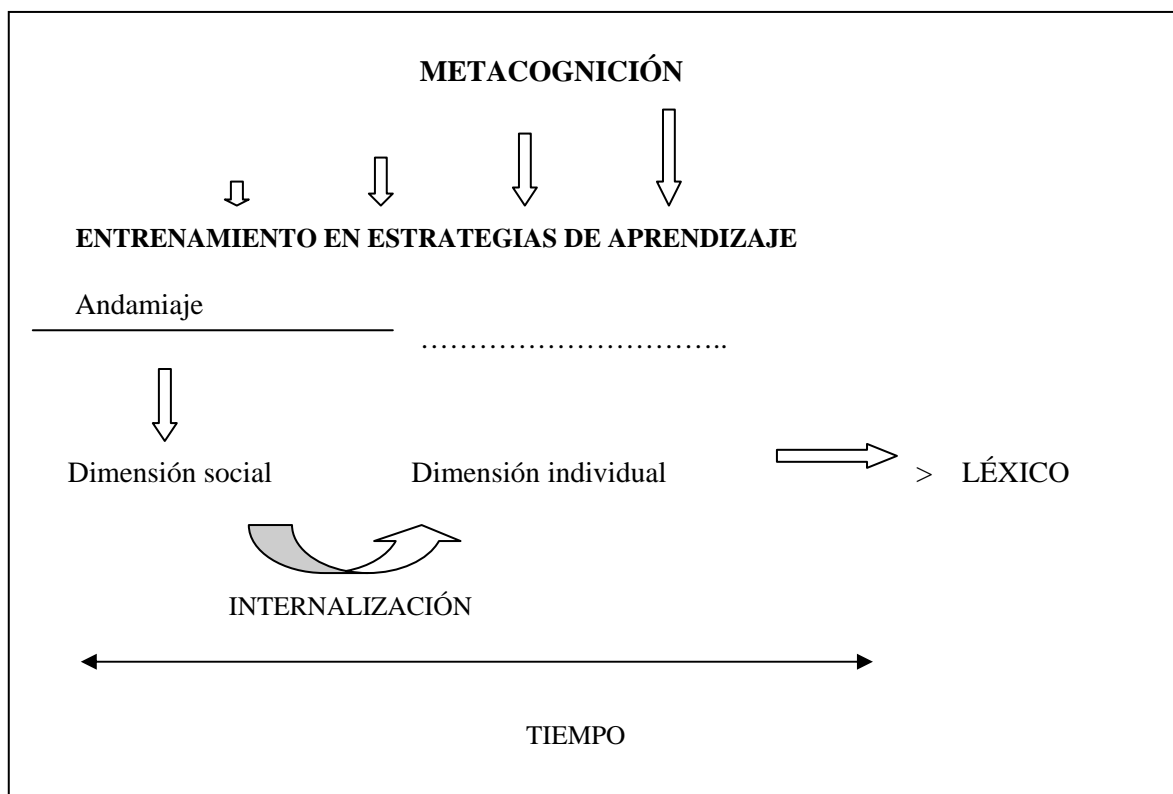 METACOGNICIÓN
ENTRENAMIENTO EN ESTRATEGIAS DE APRENDIZAJE
Andamiaje
……………………………..
Dimensión social Dimensión individual > LÉXICO
INTERNALIZACIÓN
TIEMPO